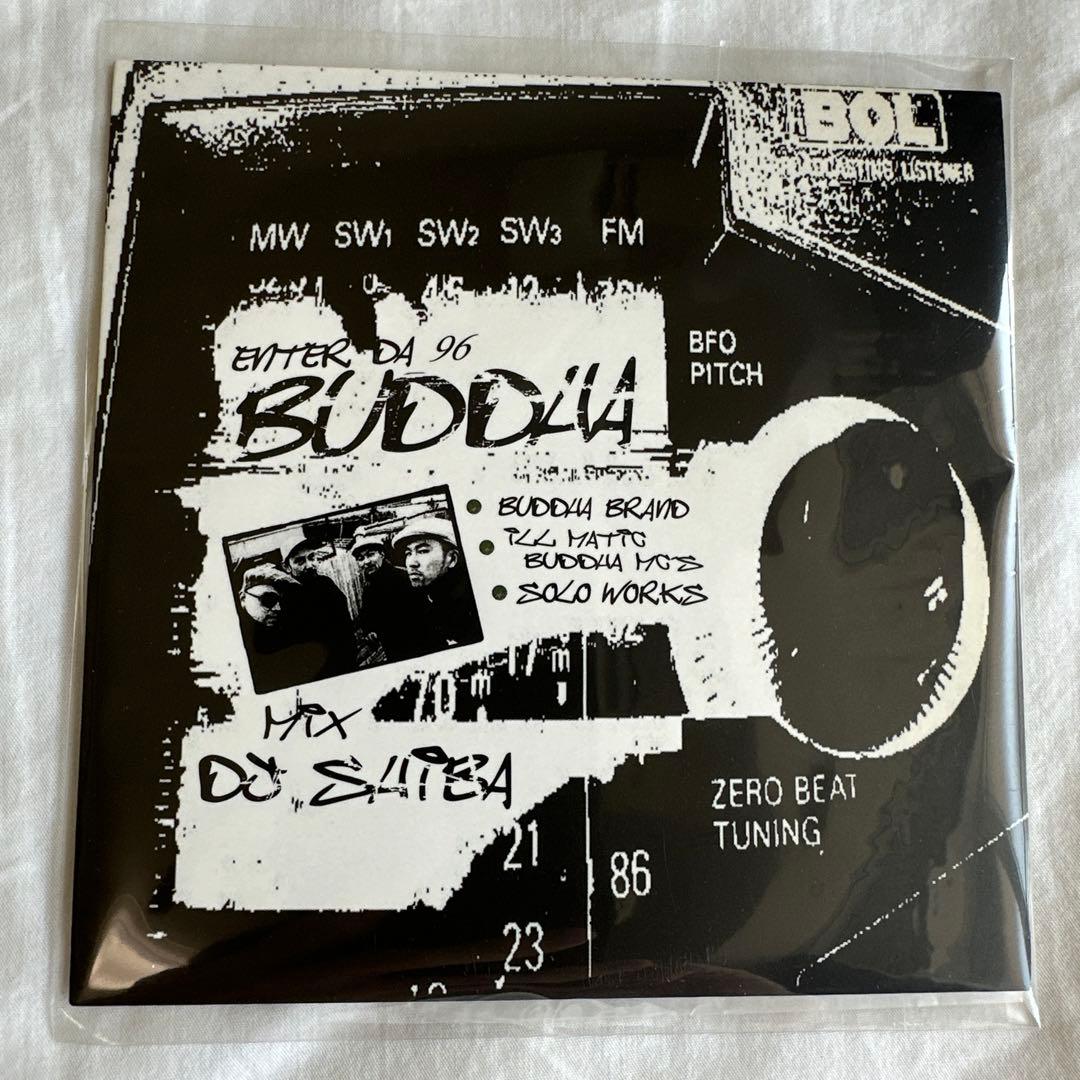 BOL
MW SW1 SW2 SW3 FM
ENTER DA 96
BUDDHA
BFO
PITCH
• BUDDHA BRAND
• ILL MATIC
BUDDHA MC'S
• SOLO WORKS
MIX
DJ SHIBA
ZERO BEAT
TUNING
21
86
23